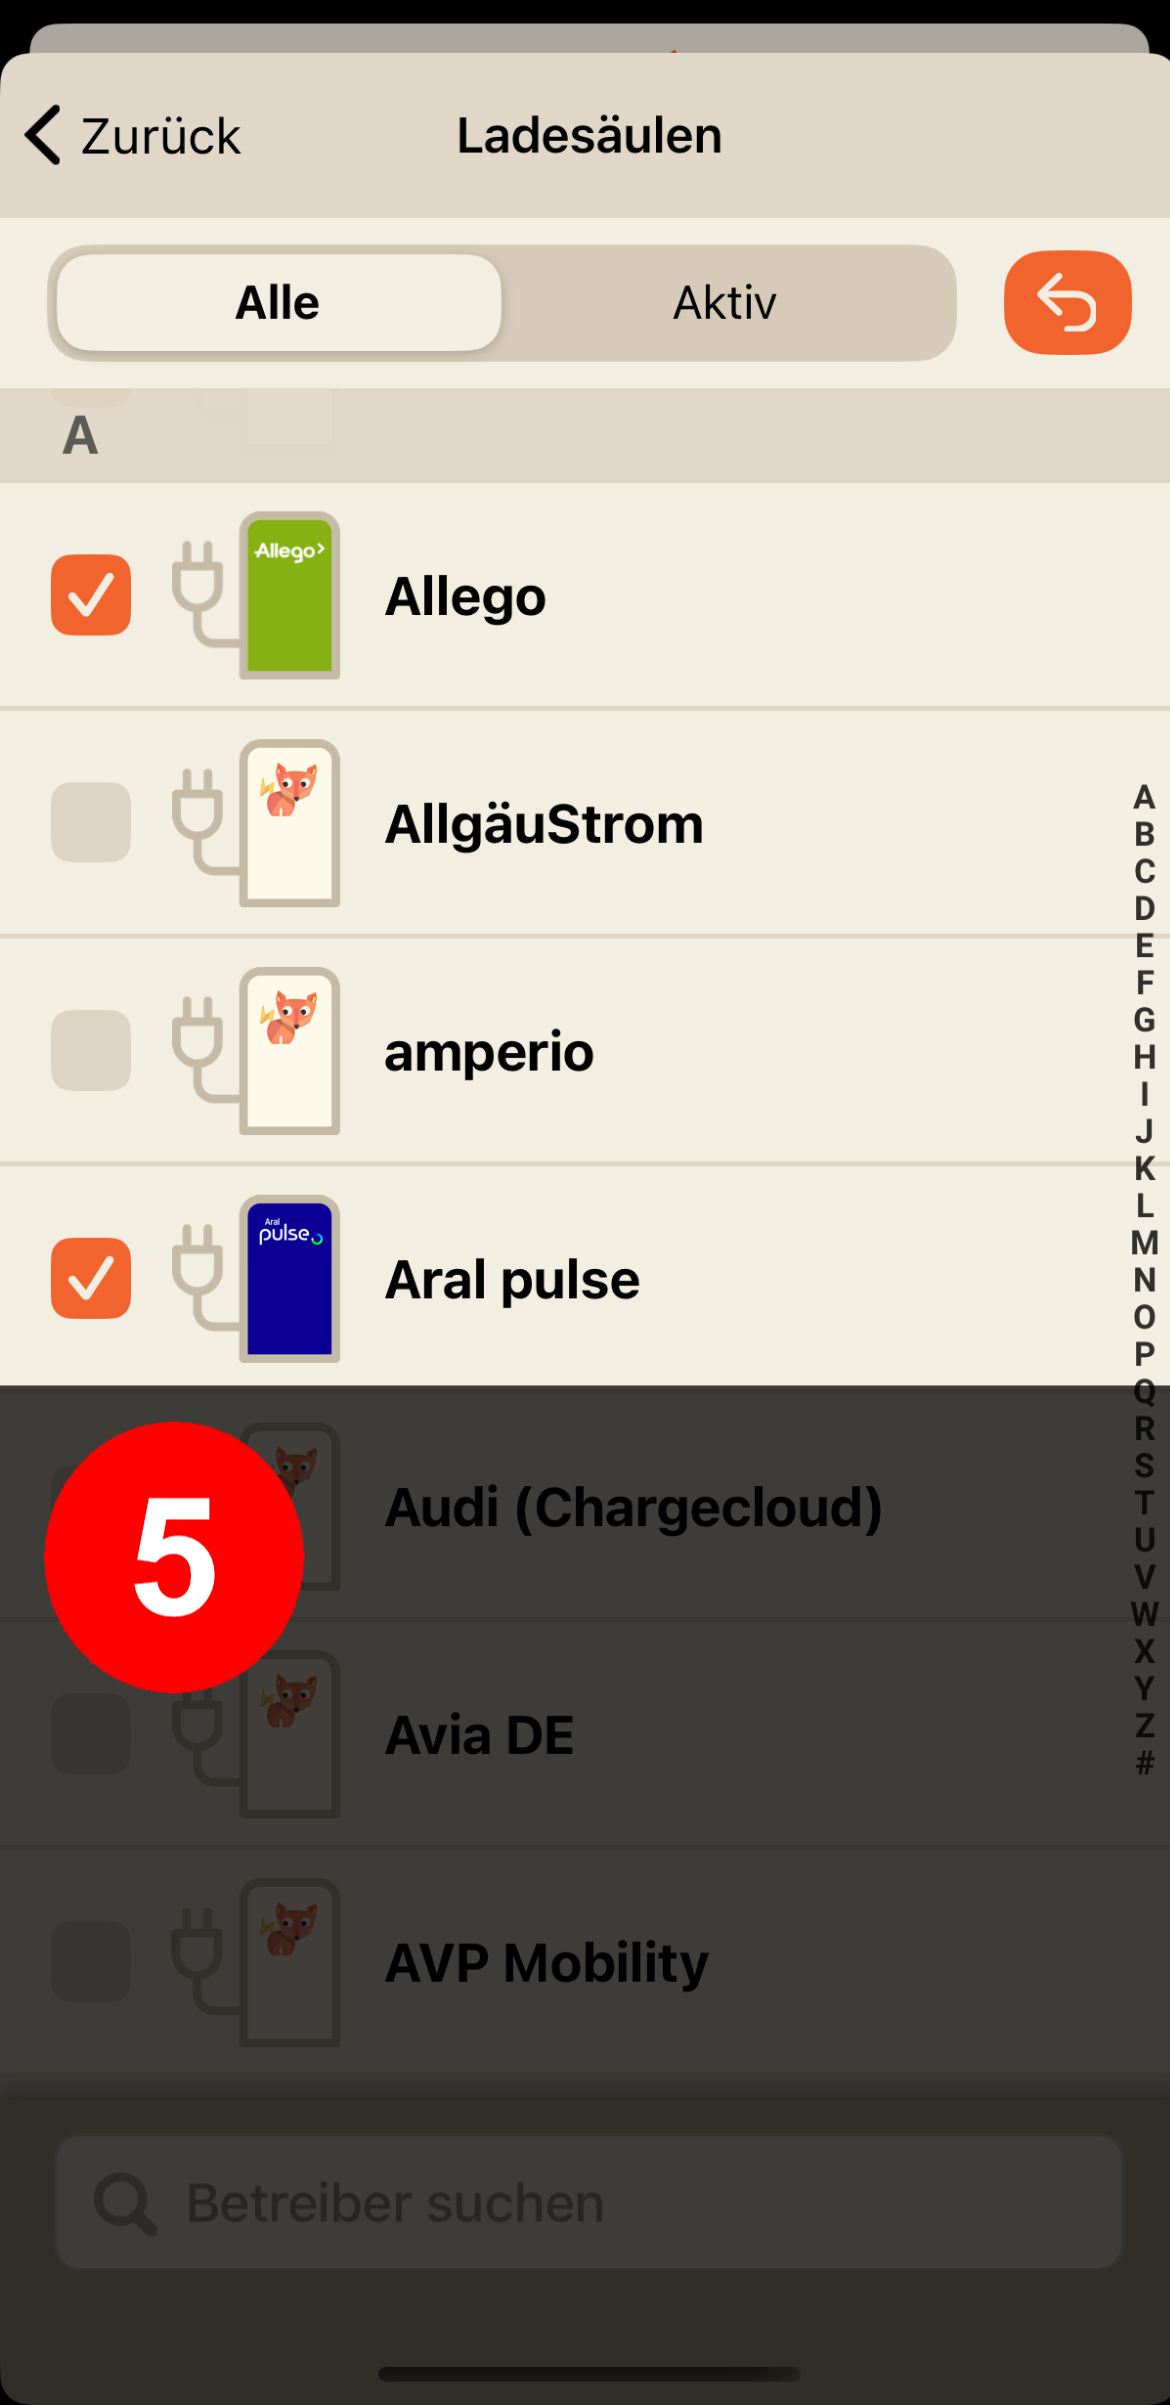 Zurück
Ladesäulen
Alle
Aktiv
A
Allego>
Allego
AllgäuStrom
amperio
Aral
pulse
Aral pulse
Audi (Chargecloud)
5
Avia DE
AVP Mobility
A
B
C
D
E
F
G
H
I
J
K
L
M
N
O
P
Q
R
S
T
U
V
W
X
Y
Z
#
Betreiber suchen